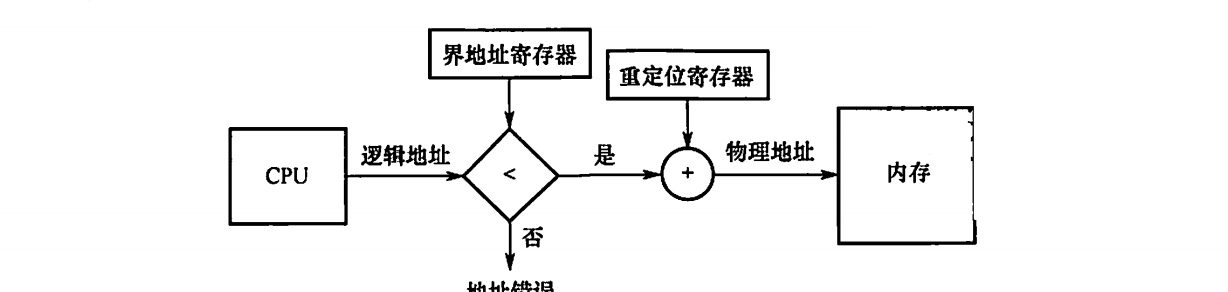 界地址寄存器
重定位寄存器
CPU
逻辑地址
<
是
+
物理地址
内存
否
地址错误